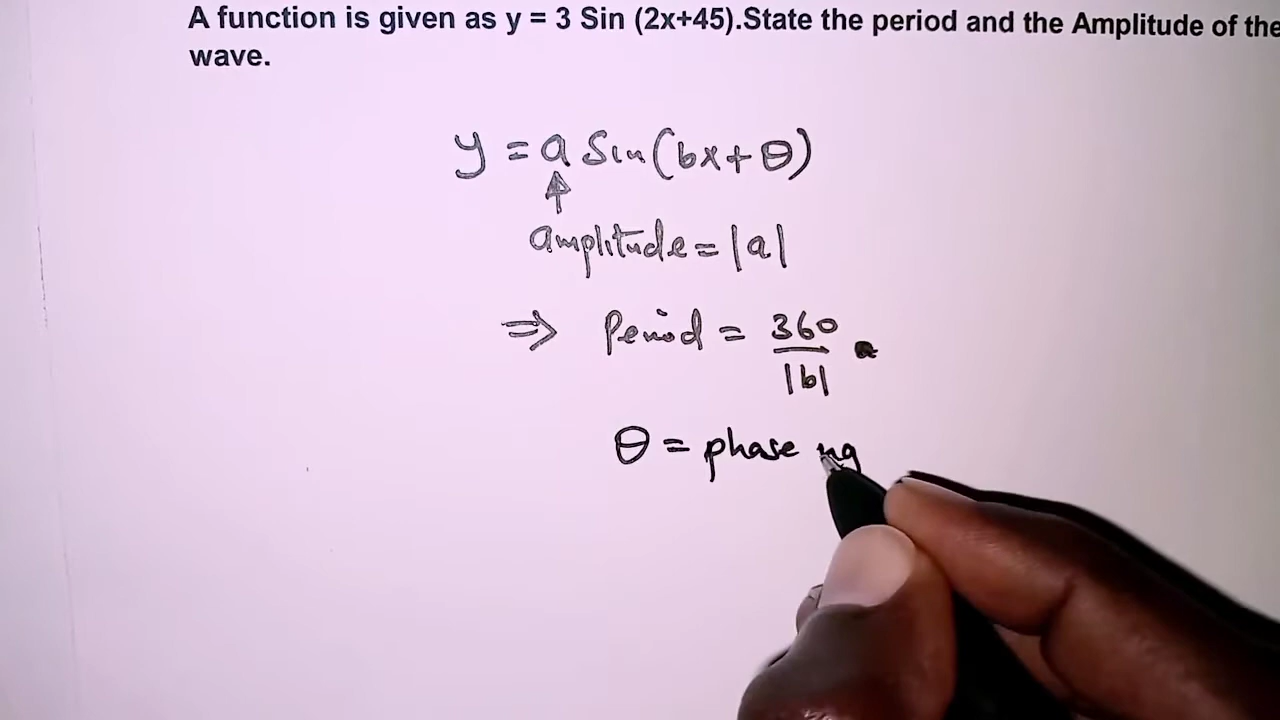 A function is given as y = 3 Sin (2x+45).State the period and the Amplitude of the
wave.
y = a Sin(bx + θ)
↑
amplitude = |a|
⇒ Period = 360
|b|
θ = phase